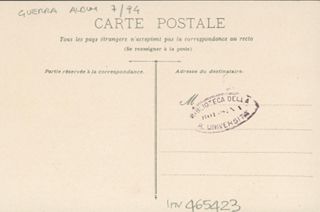 GUERRA ALBUM 7/94
CARTE POSTALE
Tous les pays étrangers n'acceptent pas la correspondance au recto
(Se renseigner à la poste)
Partie réservée à la correspondance.
Adresse du destinataire.
M
BIBLIOTECA DELLA
R. UNIVERSITÀ
INV 465423